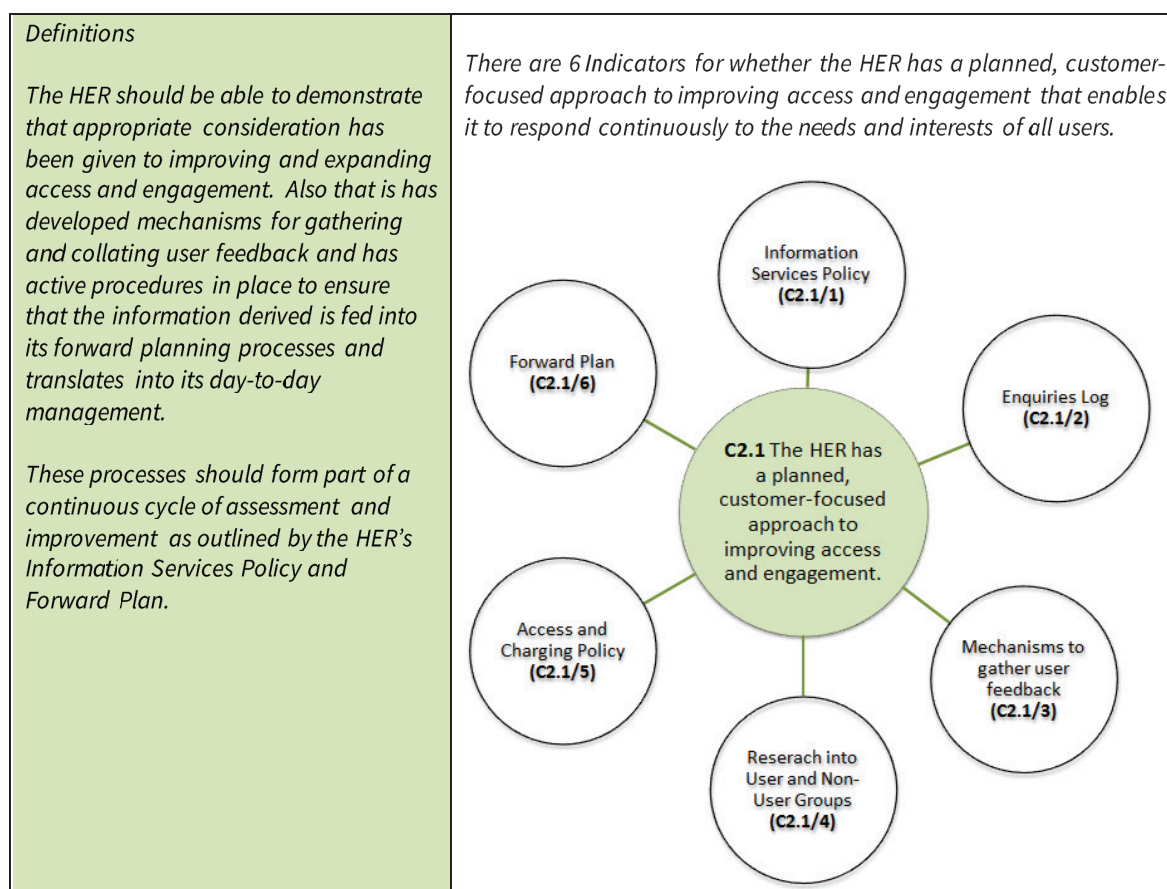 Definitions
The HER should be able to demonstrate
that appropriate consideration has
been given to improving and expanding
access and engagement. Also that is has
developed mechanisms for gathering
and collating user feedback and has
active procedures in place to ensure
that the information derived is fed into
its forward planning processes and
translates into its day-to-day
management.
These processes should form part of a
continuous cycle of assessment and
improvement as outlined by the HER’s
Information Services Policy and
Forward Plan.
There are 6 Indicators for whether the HER has a planned, customer-
focused approach to improving access and engagement that enables
it to respond continuously to the needs and interests of all users.
Information
Services Policy
(C2.1/1)
Enquiries Log
(C2.1/2)
Mechanisms to
gather user
feedback
(C2.1/3)
Reserach into
User and Non-
User Groups
(C2.1/4)
Access and
Charging Policy
(C2.1/5)
Forward Plan
(C2.1/6)
C2.1 The HER has
a planned,
customer-focused
approach to
improving access
and engagement.